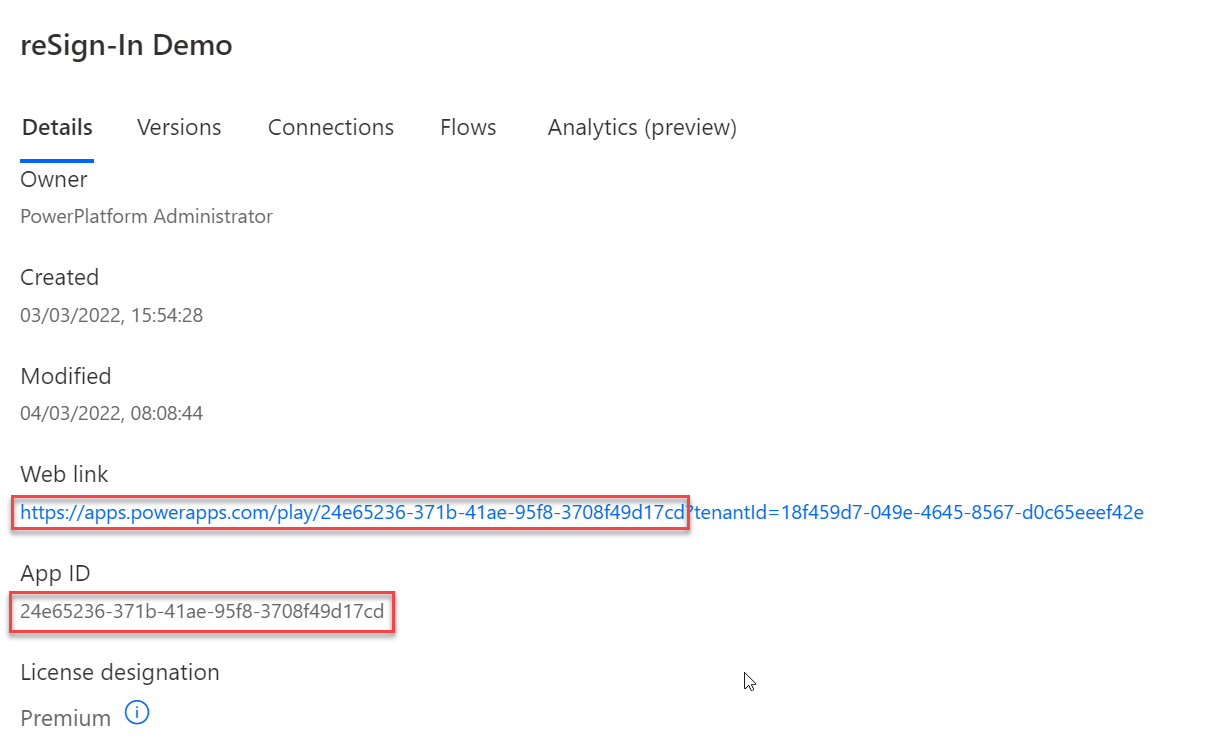 reSign-In Demo
Details Versions Connections Flows Analytics (preview)
Owner
PowerPlatform Administrator
Created
03/03/2022, 15:54:28
Modified
04/03/2022, 08:08:44
Web link
https://apps.powerapps.com/play/24e65236-371b-41ae-95f8-3708f49d17cd?tenantId=18f459d7-049e-4645-8567-d0c65eeef42e
App ID
24e65236-371b-41ae-95f8-3708f49d17cd
License designation
Premium